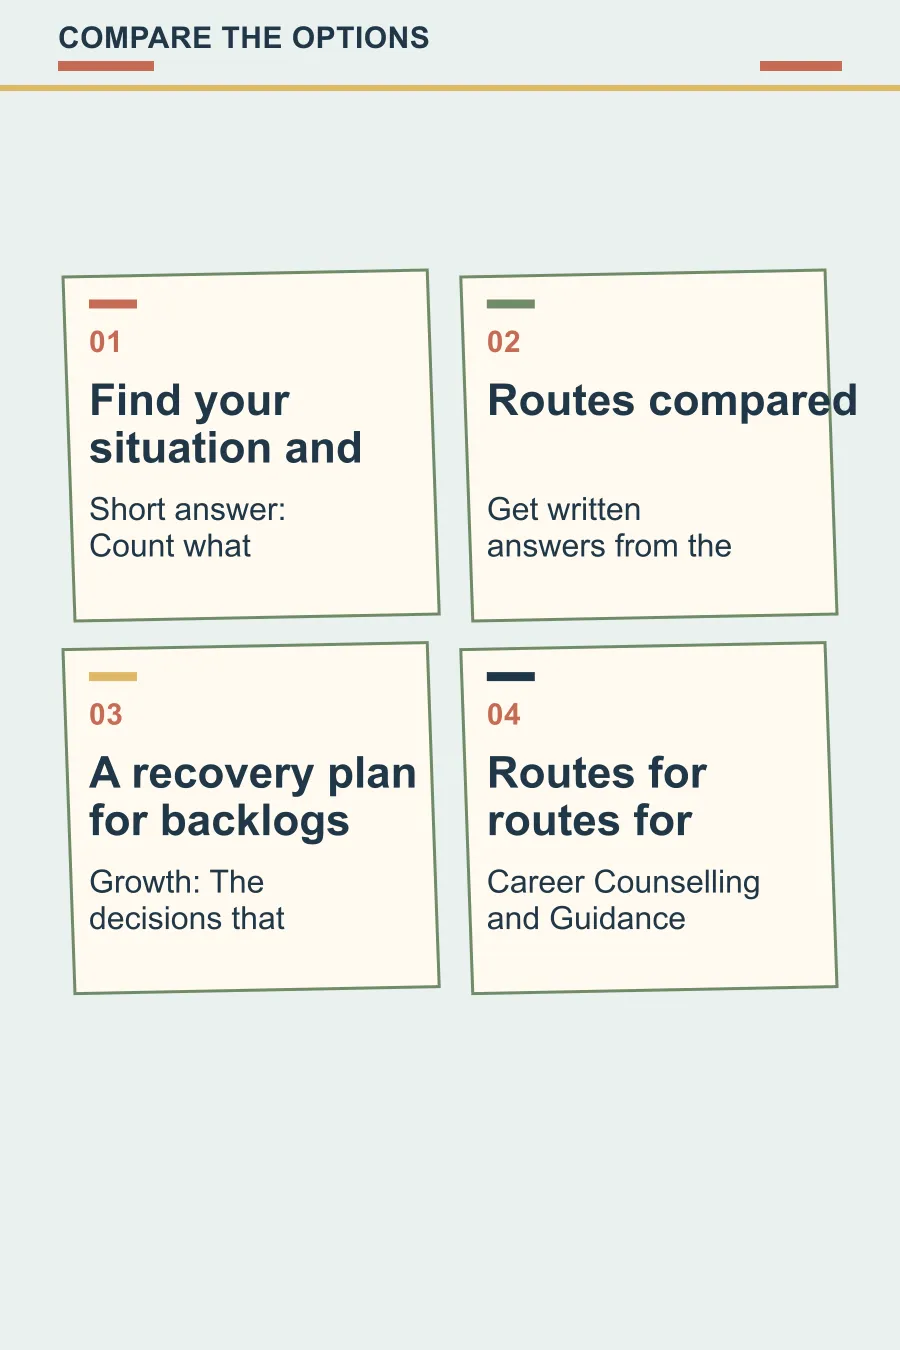 COMPARE THE OPTIONS
01
Find your
situation and
Short answer:
Count what
02
Routes compared
Get written
answers from the
03
A recovery plan
for backlogs
Growth: The
decisions that
04
Routes for
routes for
Career Counselling
and Guidance